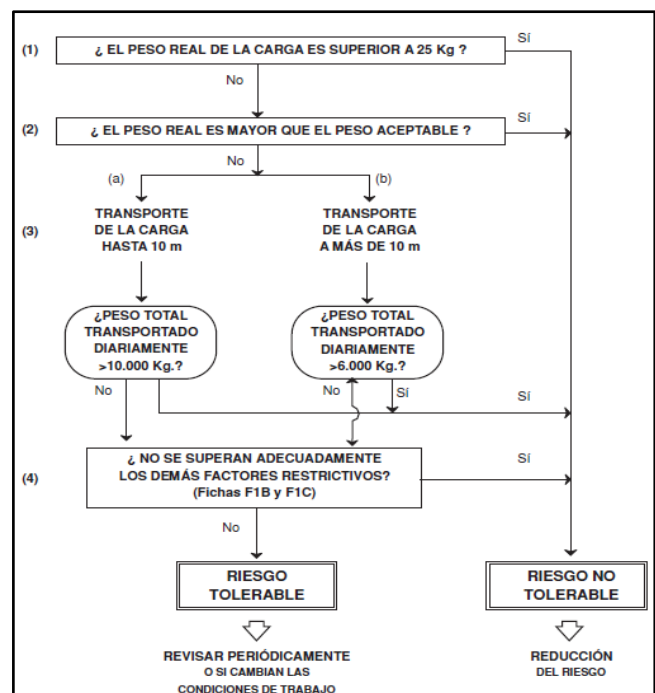 Sí
(1) ¿ EL PESO REAL DE LA CARGA ES SUPERIOR A 25 Kg ?
No
Sí
(2) ¿ EL PESO REAL ES MAYOR QUE EL PESO ACEPTABLE ?
No
(a) (b)
(3)
TRANSPORTE
DE LA CARGA
HASTA 10 m
TRANSPORTE
DE LA CARGA
A MÁS DE 10 m
¿PESO TOTAL
TRANSPORTADO
DIARIAMENTE
>10.000 Kg.?
¿PESO TOTAL
TRANSPORTADO
DIARIAMENTE
>6.000 Kg.?
No
No Sí
Sí
(4)
¿ NO SE SUPERAN ADECUADAMENTE
LOS DEMÁS FACTORES RESTRICTIVOS?
(Fichas F1B y F1C)
Sí
No
RIESGO
TOLERABLE
RIESGO NO
TOLERABLE
REVISAR PERIÓDICAMENTE
O SI CAMBIAN LAS
CONDICIONES DE TRABAJO
REDUCCIÓN
DEL RIESGO